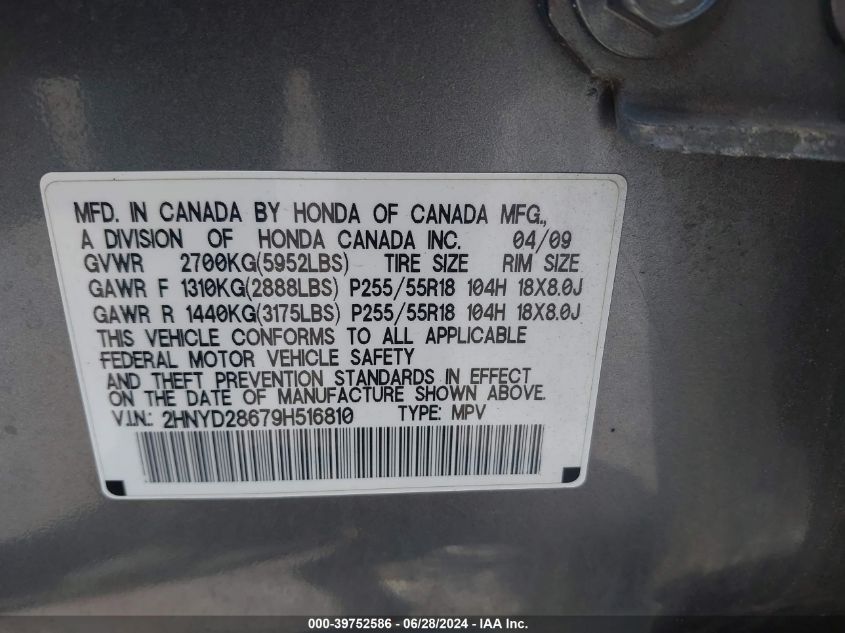 MFD. IN CANADA BY HONDA OF CANADA MFG.,
A DIVISION OF HONDA CANADA INC. 04/09
GVWR 2700KG(5952LBS) TIRE SIZE RIM SIZE
GAWR F 1310KG(2888LBS) P255/55R18 104H 18X8.0J
GAWR R 1440KG(3175LBS) P255/55R18 104H 18X8.0J
THIS VEHICLE CONFORMS TO ALL APPLICABLE
FEDERAL MOTOR VEHICLE SAFETY
AND THEFT PREVENTION STANDARDS IN EFFECT
ON THE DATE OF MANUFACTURE SHOWN ABOVE.
V.I.N.: 2HNYD28679H516810 TYPE: MPV
000-39752586 - 06/28/2024 - IAA Inc.